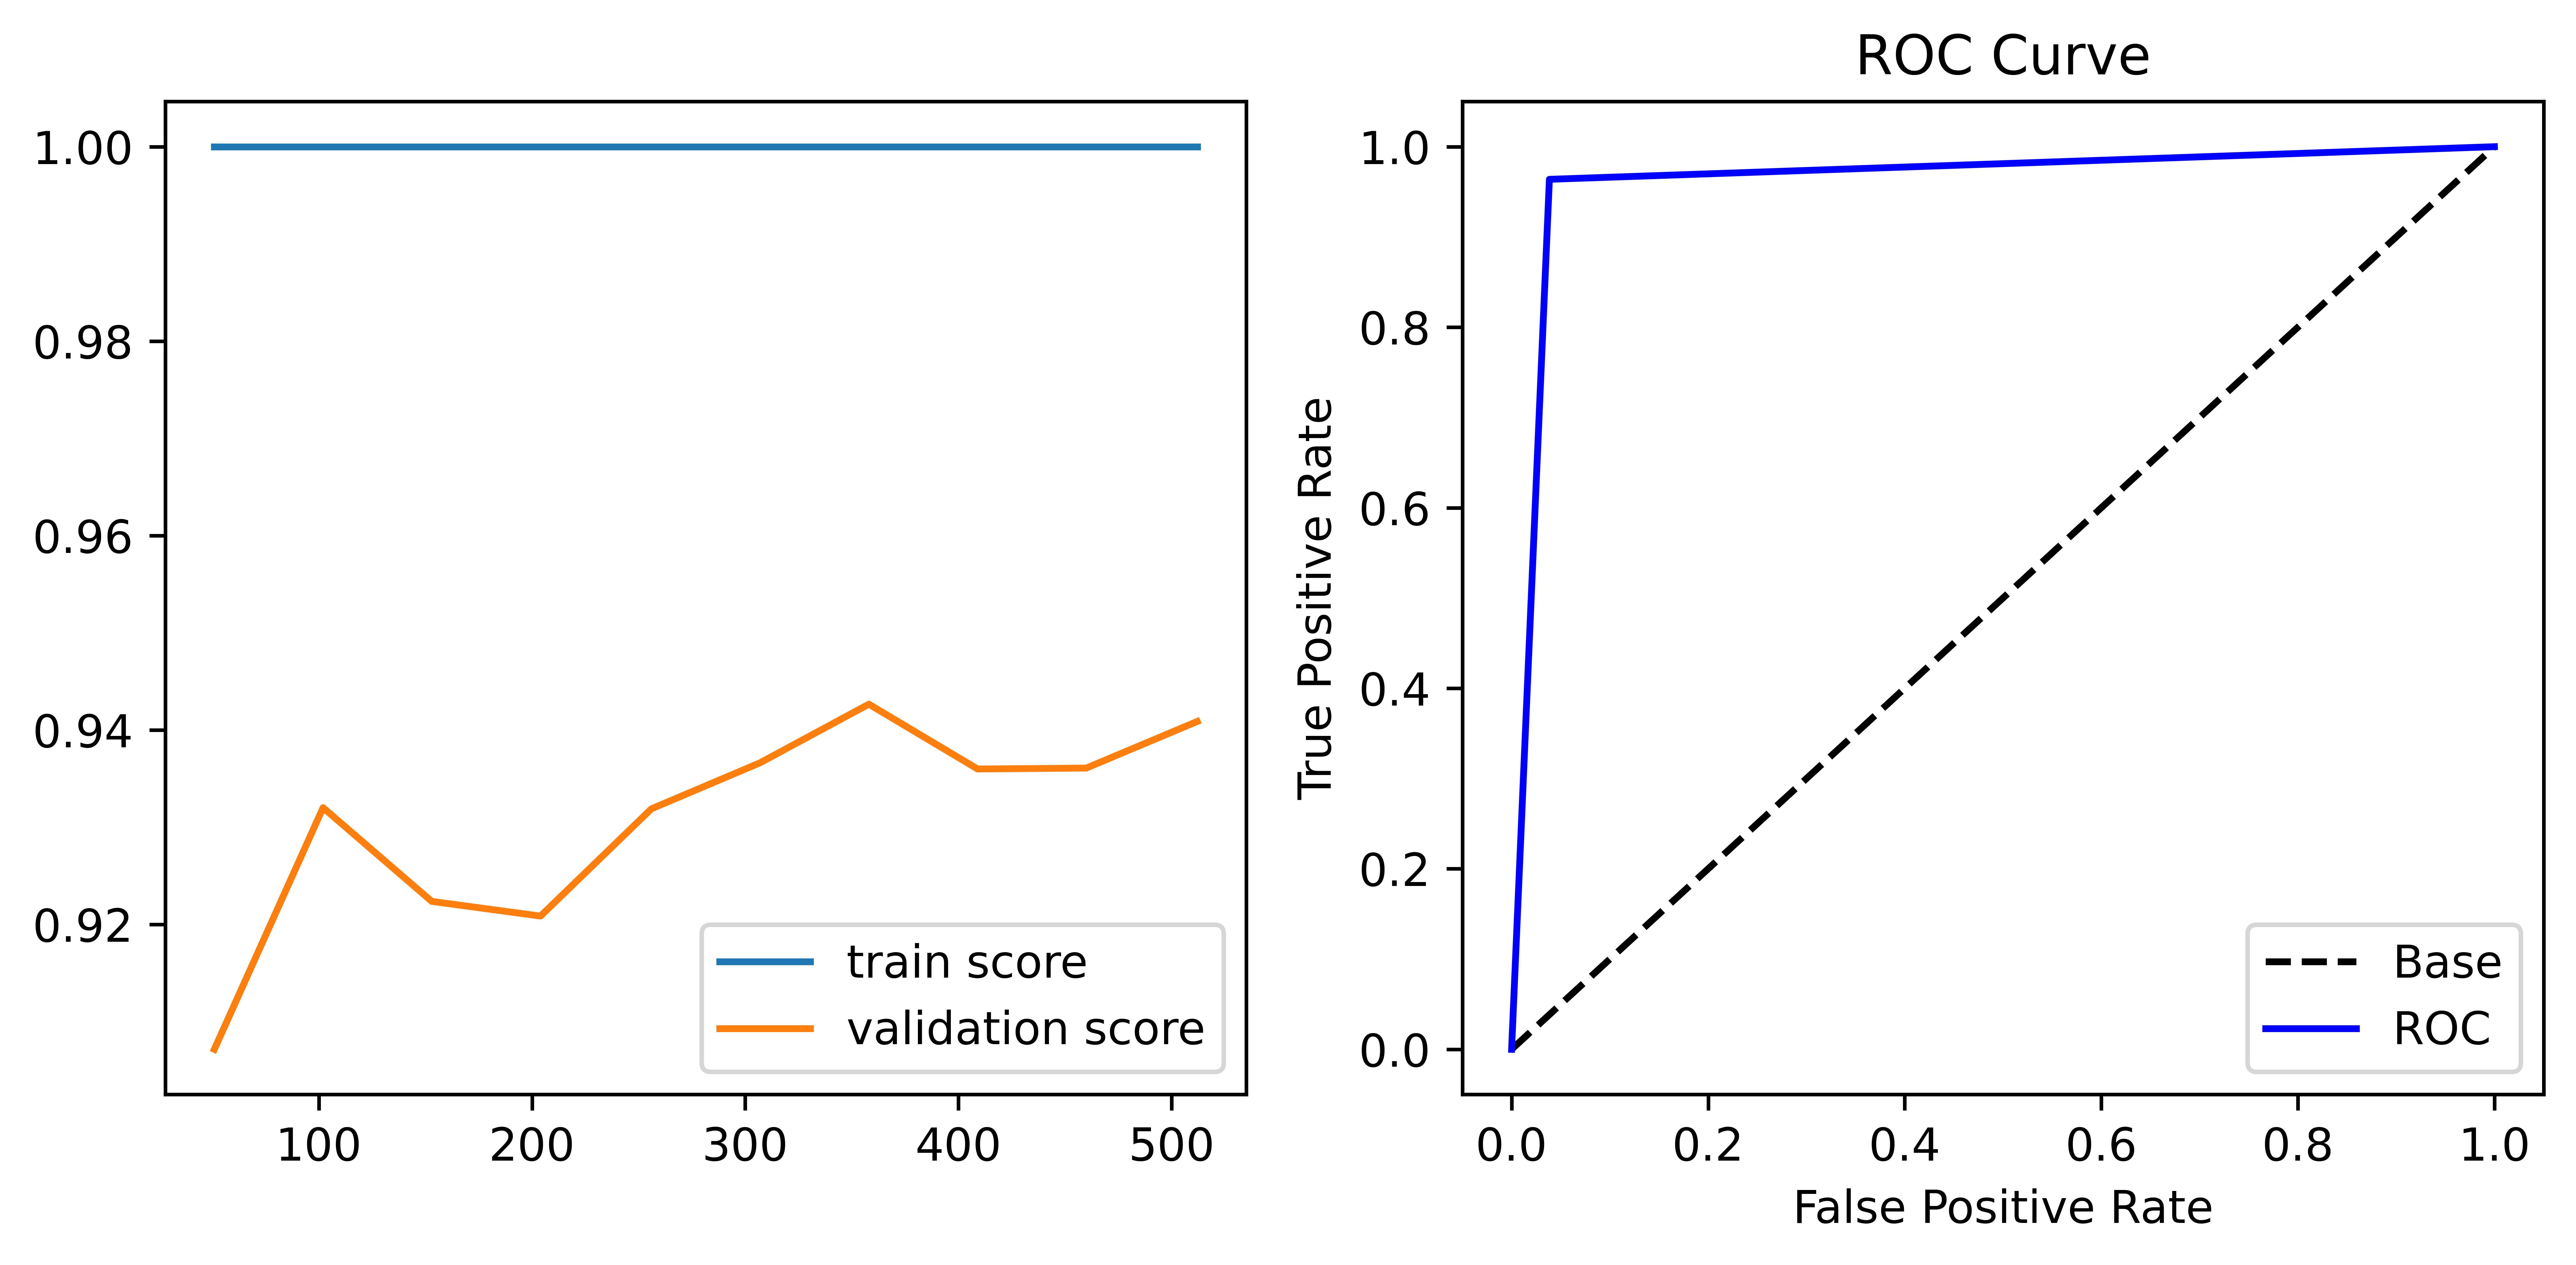 1.00
0.98
0.96
0.94
0.92
100 200 300 400 500
train score
validation score
ROC Curve
True Positive Rate
1.0
0.8
0.6
0.4
0.2
0.0
0.0 0.2 0.4 0.6 0.8 1.0
False Positive Rate
Base
ROC